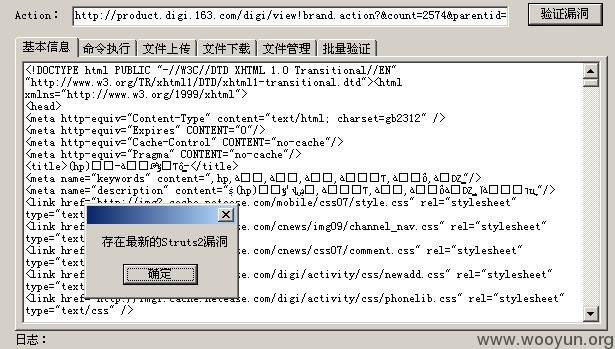 Action: http://product.digi.163.com/digi/view!brand.action?&count=2574&parentid= 验证漏洞
基本信息 命令执行 文件上传 文件下载 文件管理 批量验证
<!DOCTYPE html PUBLIC "-//W3C//DTD XHTML 1.0 Transitional//EN"
"http://www.w3.org/TR/xhtml1/DTD/xhtml1-transitional.dtd"><html
xmlns="http://www.w3.org/1999/xhtml">
<head>
<meta http-equiv="Content-Type" content="text/html; charset=gb2312" />
<meta http-equiv="Expires" CONTENT="0"/>
<meta http-equiv="Cache-Control" CONTENT="no-cache"/>
<meta http-equiv="Pragma" CONTENT="no-cache"/>
<title>(hp) </title>
<meta name="keywords" content=",hp,
<meta name="description" content=" (hp)
<link href="http://img2.cache.netease.com/mobile/css07/style.css" rel="stylesheet"
type="text
<link href= ease.com/cnews/img09/channel_nav.css" rel="stylesheet"
type="text
<link href= ease.com/cnews/css07/comment.css" rel="stylesheet"
type="text
<link href= ease.com/digi/activity/css/newadd.css" rel="stylesheet"
type="text
<link href="http://img1.cache.netease.com/digi/activity/css/phonelib.css" rel="stylesheet"
type="text/css" />
存在最新的Struts2漏洞
确定
日志:
www.wooyun.org